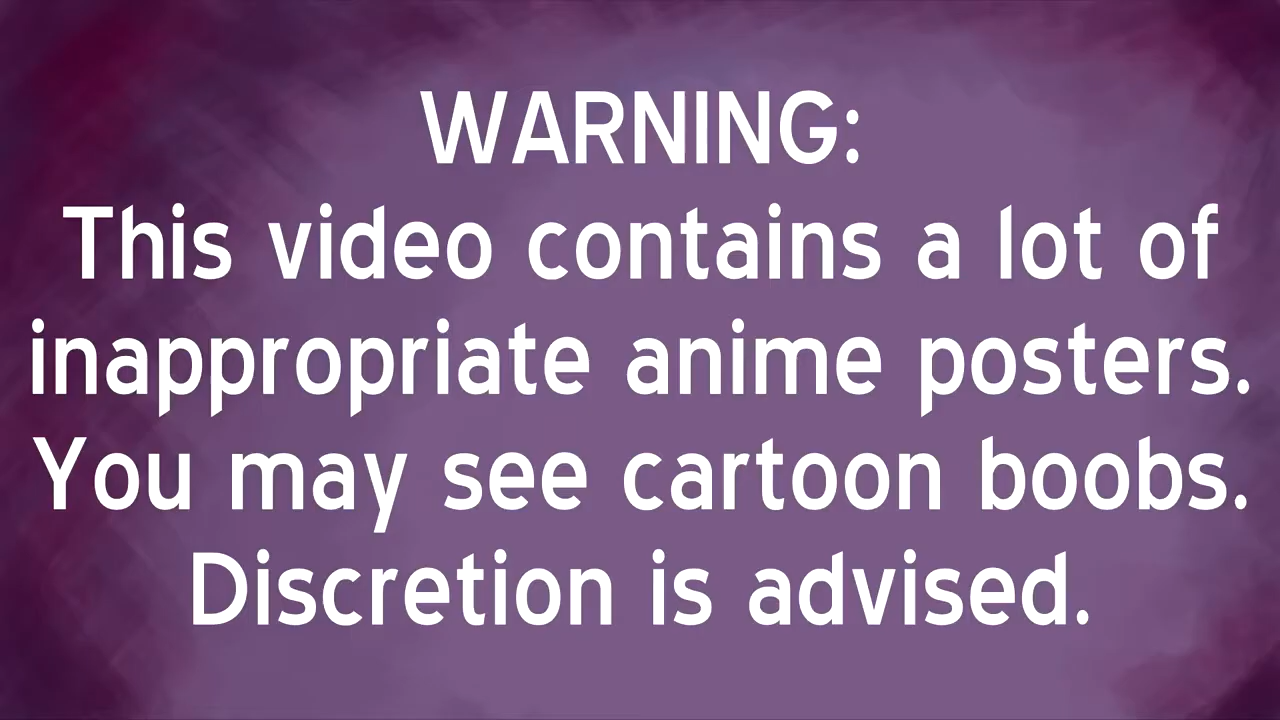 WARNING:
This video contains a lot of
inappropriate anime posters.
You may see cartoon boobs.
Discretion is advised.